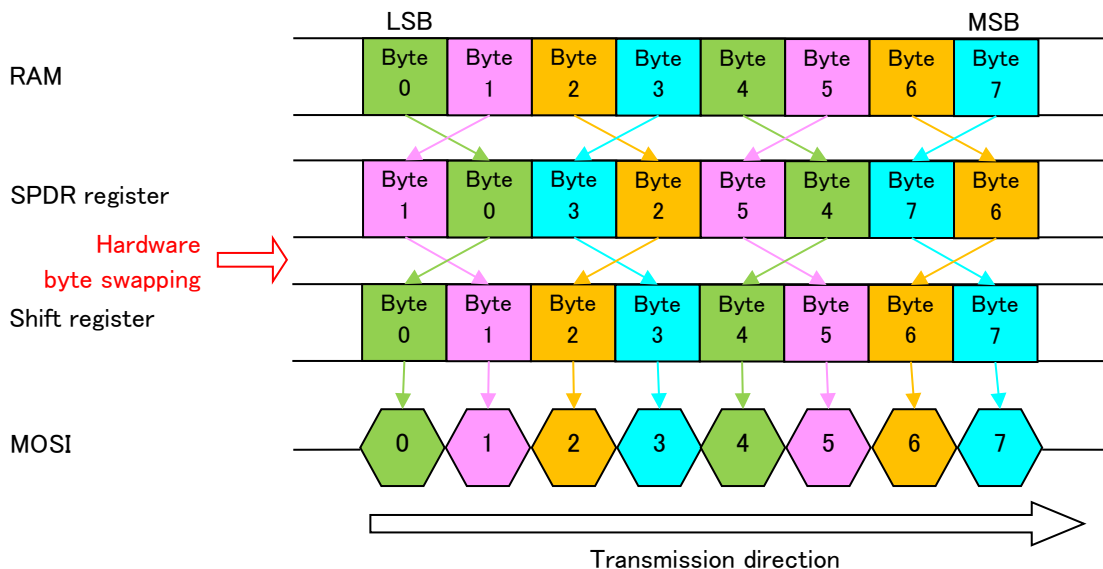 LSB MSB
RAM
Byte Byte Byte Byte Byte Byte Byte Byte
0 1 2 3 4 5 6 7
SPDR register
Byte Byte Byte Byte Byte Byte Byte Byte
1 0 3 2 5 4 7 6
Hardware
byte swapping
Shift register
Byte Byte Byte Byte Byte Byte Byte Byte
0 1 2 3 4 5 6 7
MOSI
0 1 2 3 4 5 6 7
Transmission direction